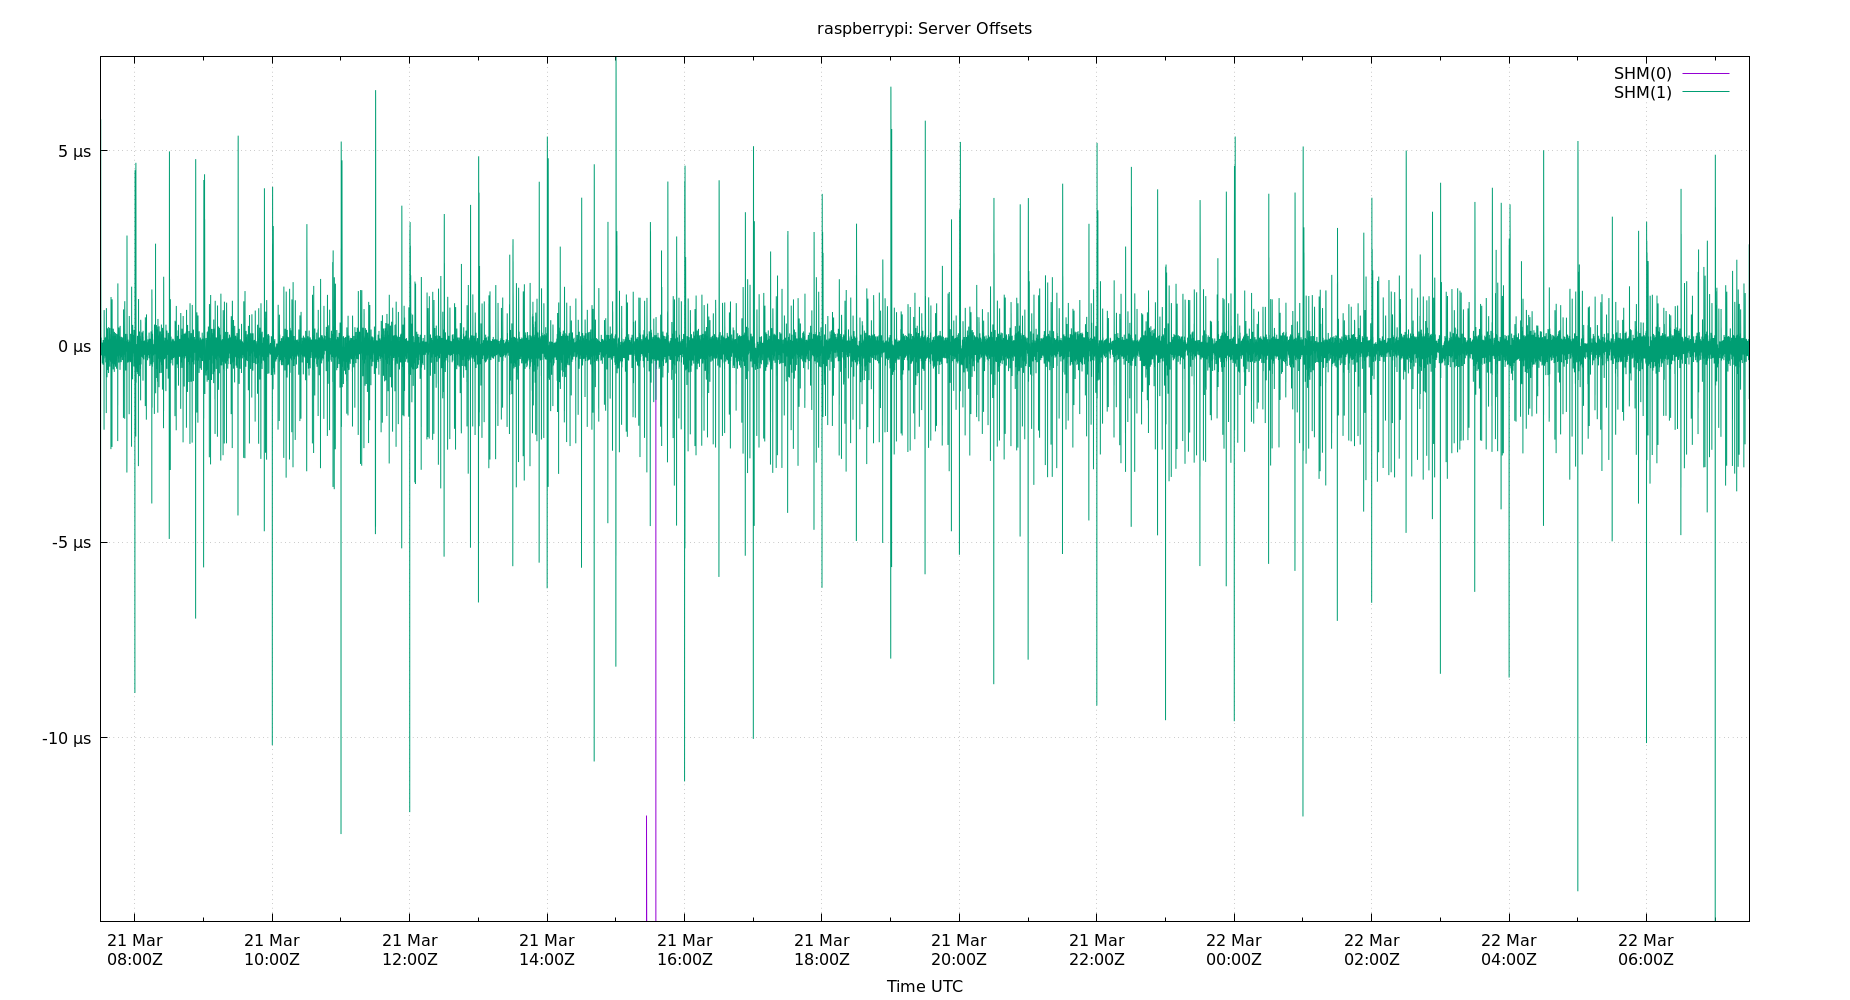 raspberrypi: Server Offsets
SHM(0)
SHM(1)
5 µs
0 µs
-5 µs
-10 µs
21 Mar 21 Mar 21 Mar 21 Mar 21 Mar 21 Mar 21 Mar 21 Mar 22 Mar 22 Mar 22 Mar 22 Mar
08:00Z 10:00Z 12:00Z 14:00Z 16:00Z 18:00Z 20:00Z 22:00Z 00:00Z 02:00Z 04:00Z 06:00Z
Time UTC